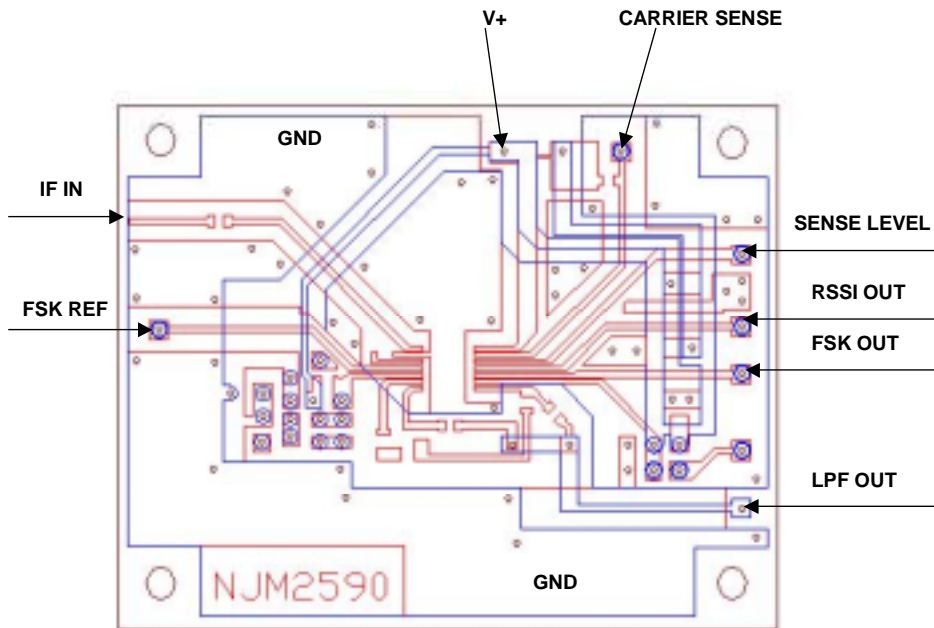 V+
CARRIER SENSE
GND
IF IN
SENSE LEVEL
RSSI OUT
FSK REF
FSK OUT
LPF OUT
GND
NJM2590